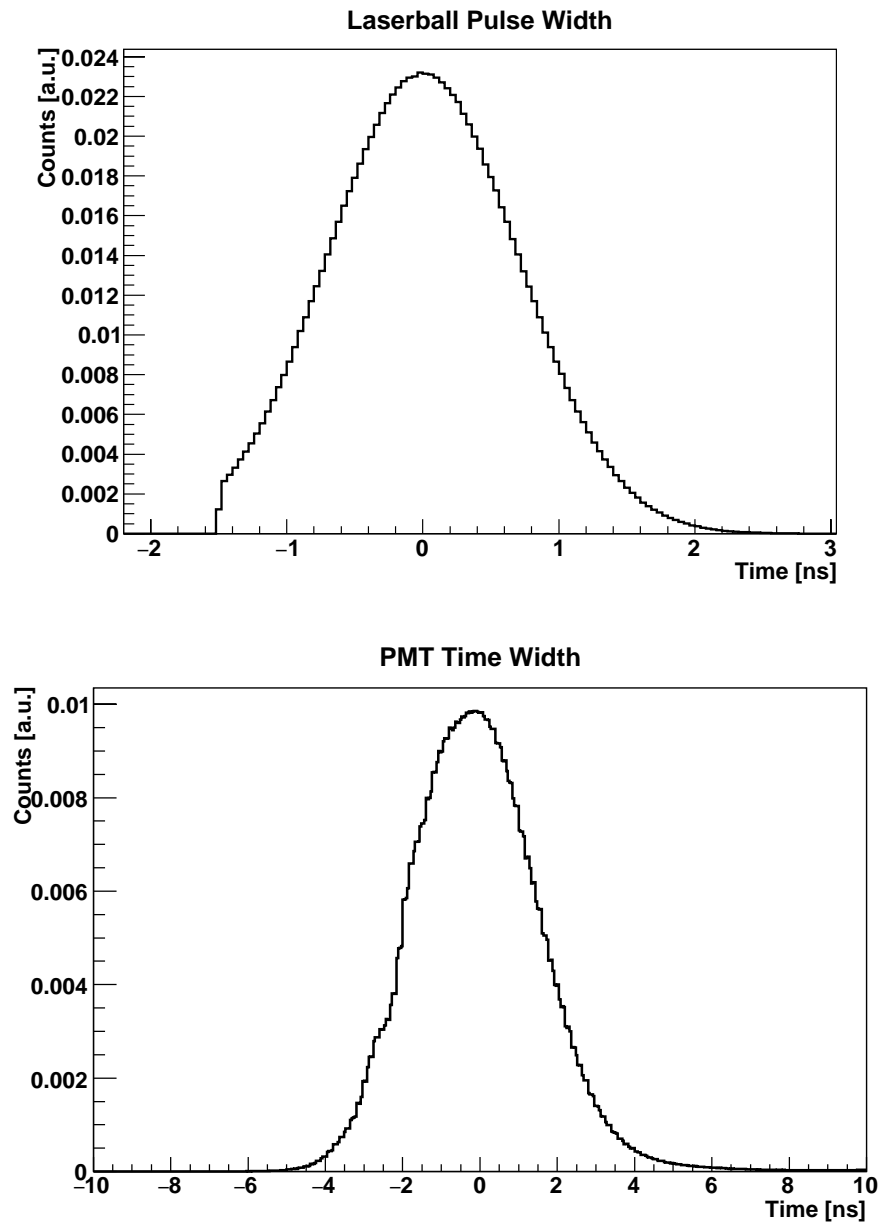 Laserball Pulse Width
Counts [a.u.]
0.024
0.022
0.02
0.018
0.016
0.014
0.012
0.01
0.008
0.006
0.004
0.002
0
−2 −1 0 1 2 3
Time [ns]
PMT Time Width
Counts [a.u.]
0.01
0.008
0.006
0.004
0.002
0
−10 −8 −6 −4 −2 0 2 4 6 8 10
Time [ns]